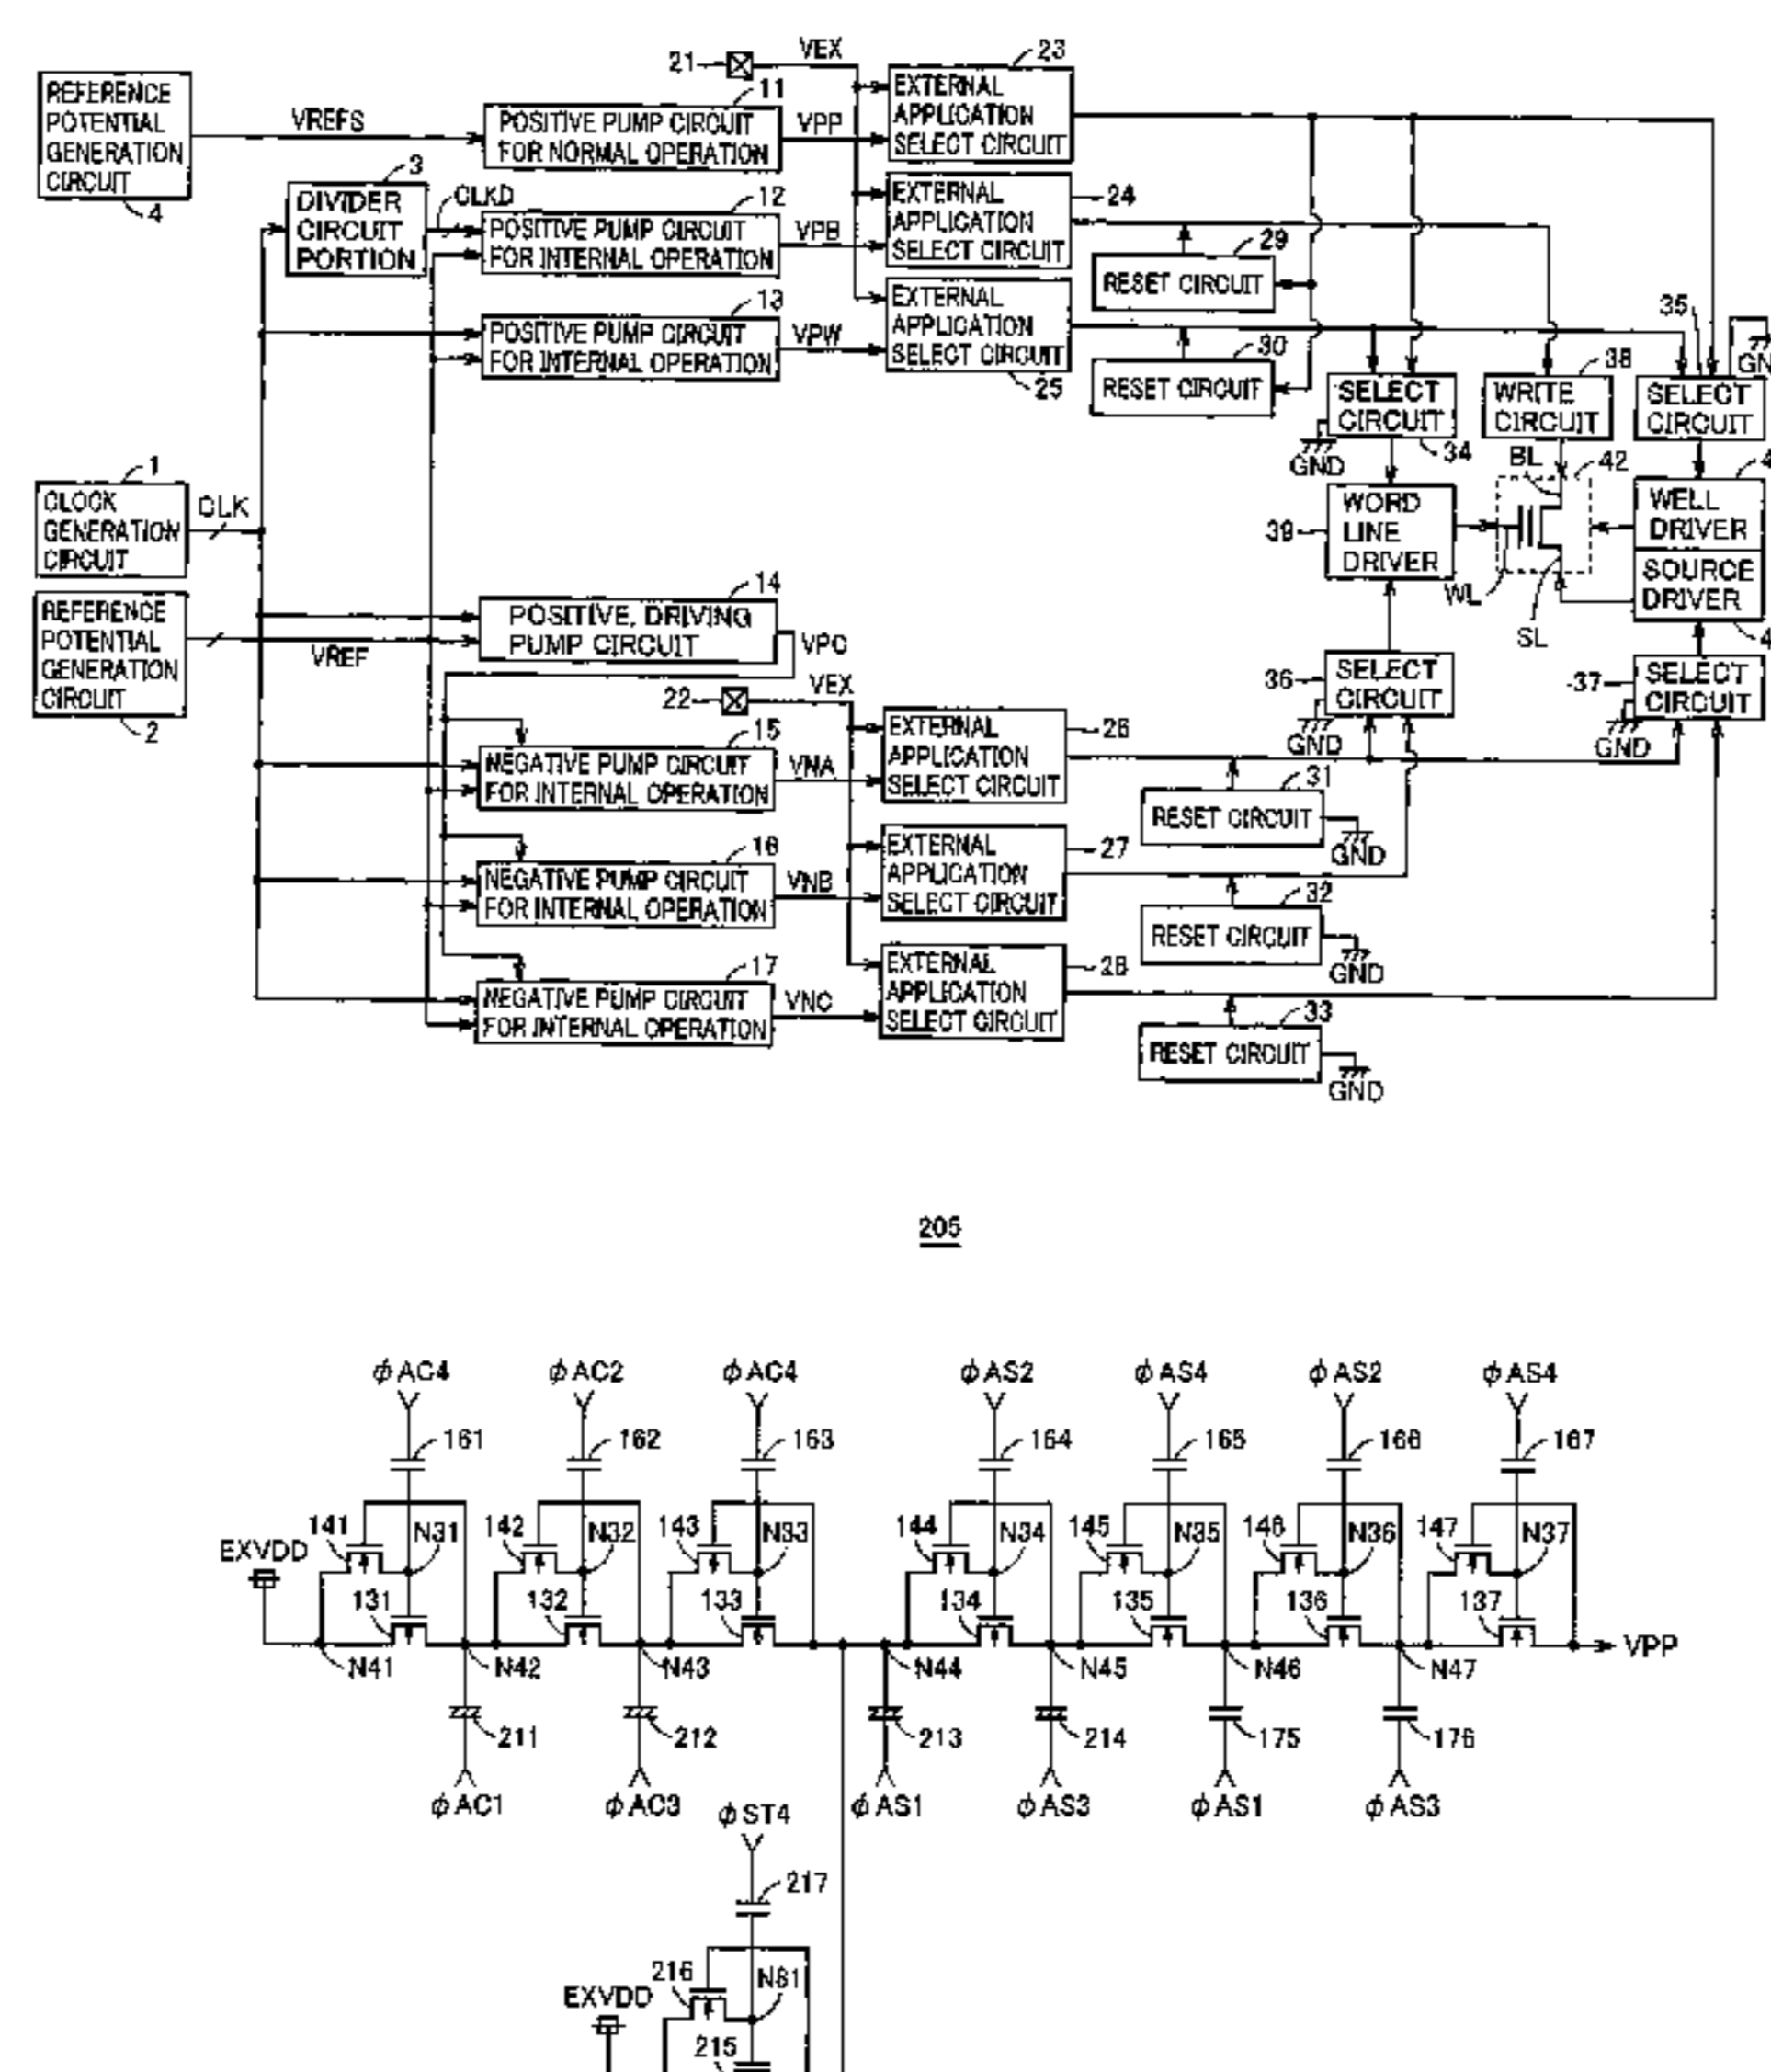 21
VEX
23
REFERENCE
POTENTIAL
GENERATION
CIRCUIT
4
VREFS
11
POSITIVE PUMP CIRCUIT
FOR NORMAL OPERATION
VPP
EXTERNAL
APPLICATION
SELECT CIRCUIT
3
DIVIDER
CIRCUIT
PORTION
CLKD
12
POSITIVE PUMP CIRCUIT
FOR INTERNAL OPERATION
VPB
EXTERNAL
APPLICATION
SELECT CIRCUIT
24
29
RESET CIRCUIT
13
POSITIVE PUMP CIRCUIT
FOR INTERNAL OPERATION
VPW
EXTERNAL
APPLICATION
SELECT CIRCUIT
25
30
RESET CIRCUIT
35
GN
SELECT
CIRCUIT
34
GND
38
WRITE
CIRCUIT
SELECT
CIRCUIT
1
CLOCK
GENERATION
CIRCUIT
CLK
39
WORD
LINE
DRIVER
BL
42
WL
SL
4
WELL
DRIVER
SOURCE
DRIVER
4
REFERENCE
POTENTIAL
GENERATION
CIRCUIT
2
VREF
14
POSITIVE, DRIVING
PUMP CIRCUIT
VPC
22
VEX
36
SELECT
CIRCUIT
GND
37
SELECT
CIRCUIT
GND
15
NEGATIVE PUMP CIRCUIT
FOR INTERNAL OPERATION
VNA
EXTERNAL
APPLICATION
SELECT CIRCUIT
26
31
RESET CIRCUIT
GND
16
NEGATIVE PUMP CIRCUIT
FOR INTERNAL OPERATION
VNB
EXTERNAL
APPLICATION
SELECT CIRCUIT
27
32
RESET CIRCUIT
GND
17
NEGATIVE PUMP CIRCUIT
FOR INTERNAL OPERATION
VNC
EXTERNAL
APPLICATION
SELECT CIRCUIT
28
33
RESET CIRCUIT
GND
205
ϕAC4 ϕAC2 ϕAC4 ϕAS2 ϕAS4 ϕAS2 ϕAS4
161 162 163 164 165 166 167
EXVDD 141 N31 142 N32 143 N33 144 N34 145 N35 146 N36 147 N37
131 132 133 134 135 136 137
N41 N42 N43 N44 N45 N46 N47 VPP
211 212 213 214 175 176
ϕAC1 ϕAC3 ϕAS1 ϕAS3 ϕAS1 ϕAS3
ϕST4
217
216 N81
EXVDD
215